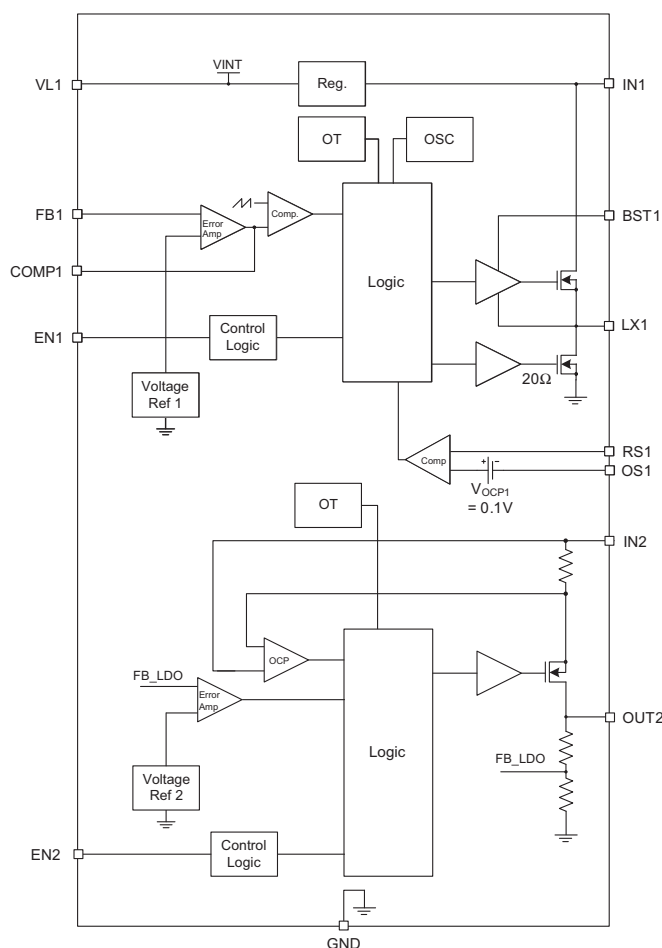 VINT
VL1
Reg.
IN1
OT
OSC
FB1
Error
Amp
Comp.
BST1
COMP1
Logic
EN1
Control
Logic
LX1
20Ω
Voltage
Ref 1
RS1
Comp
OS1
VOCP1
= 0.1V
OT
IN2
OCP
FB_LDO
Error
Amp
OUT2
Logic
FB_LDO
Voltage
Ref 2
EN2
Control
Logic
GND